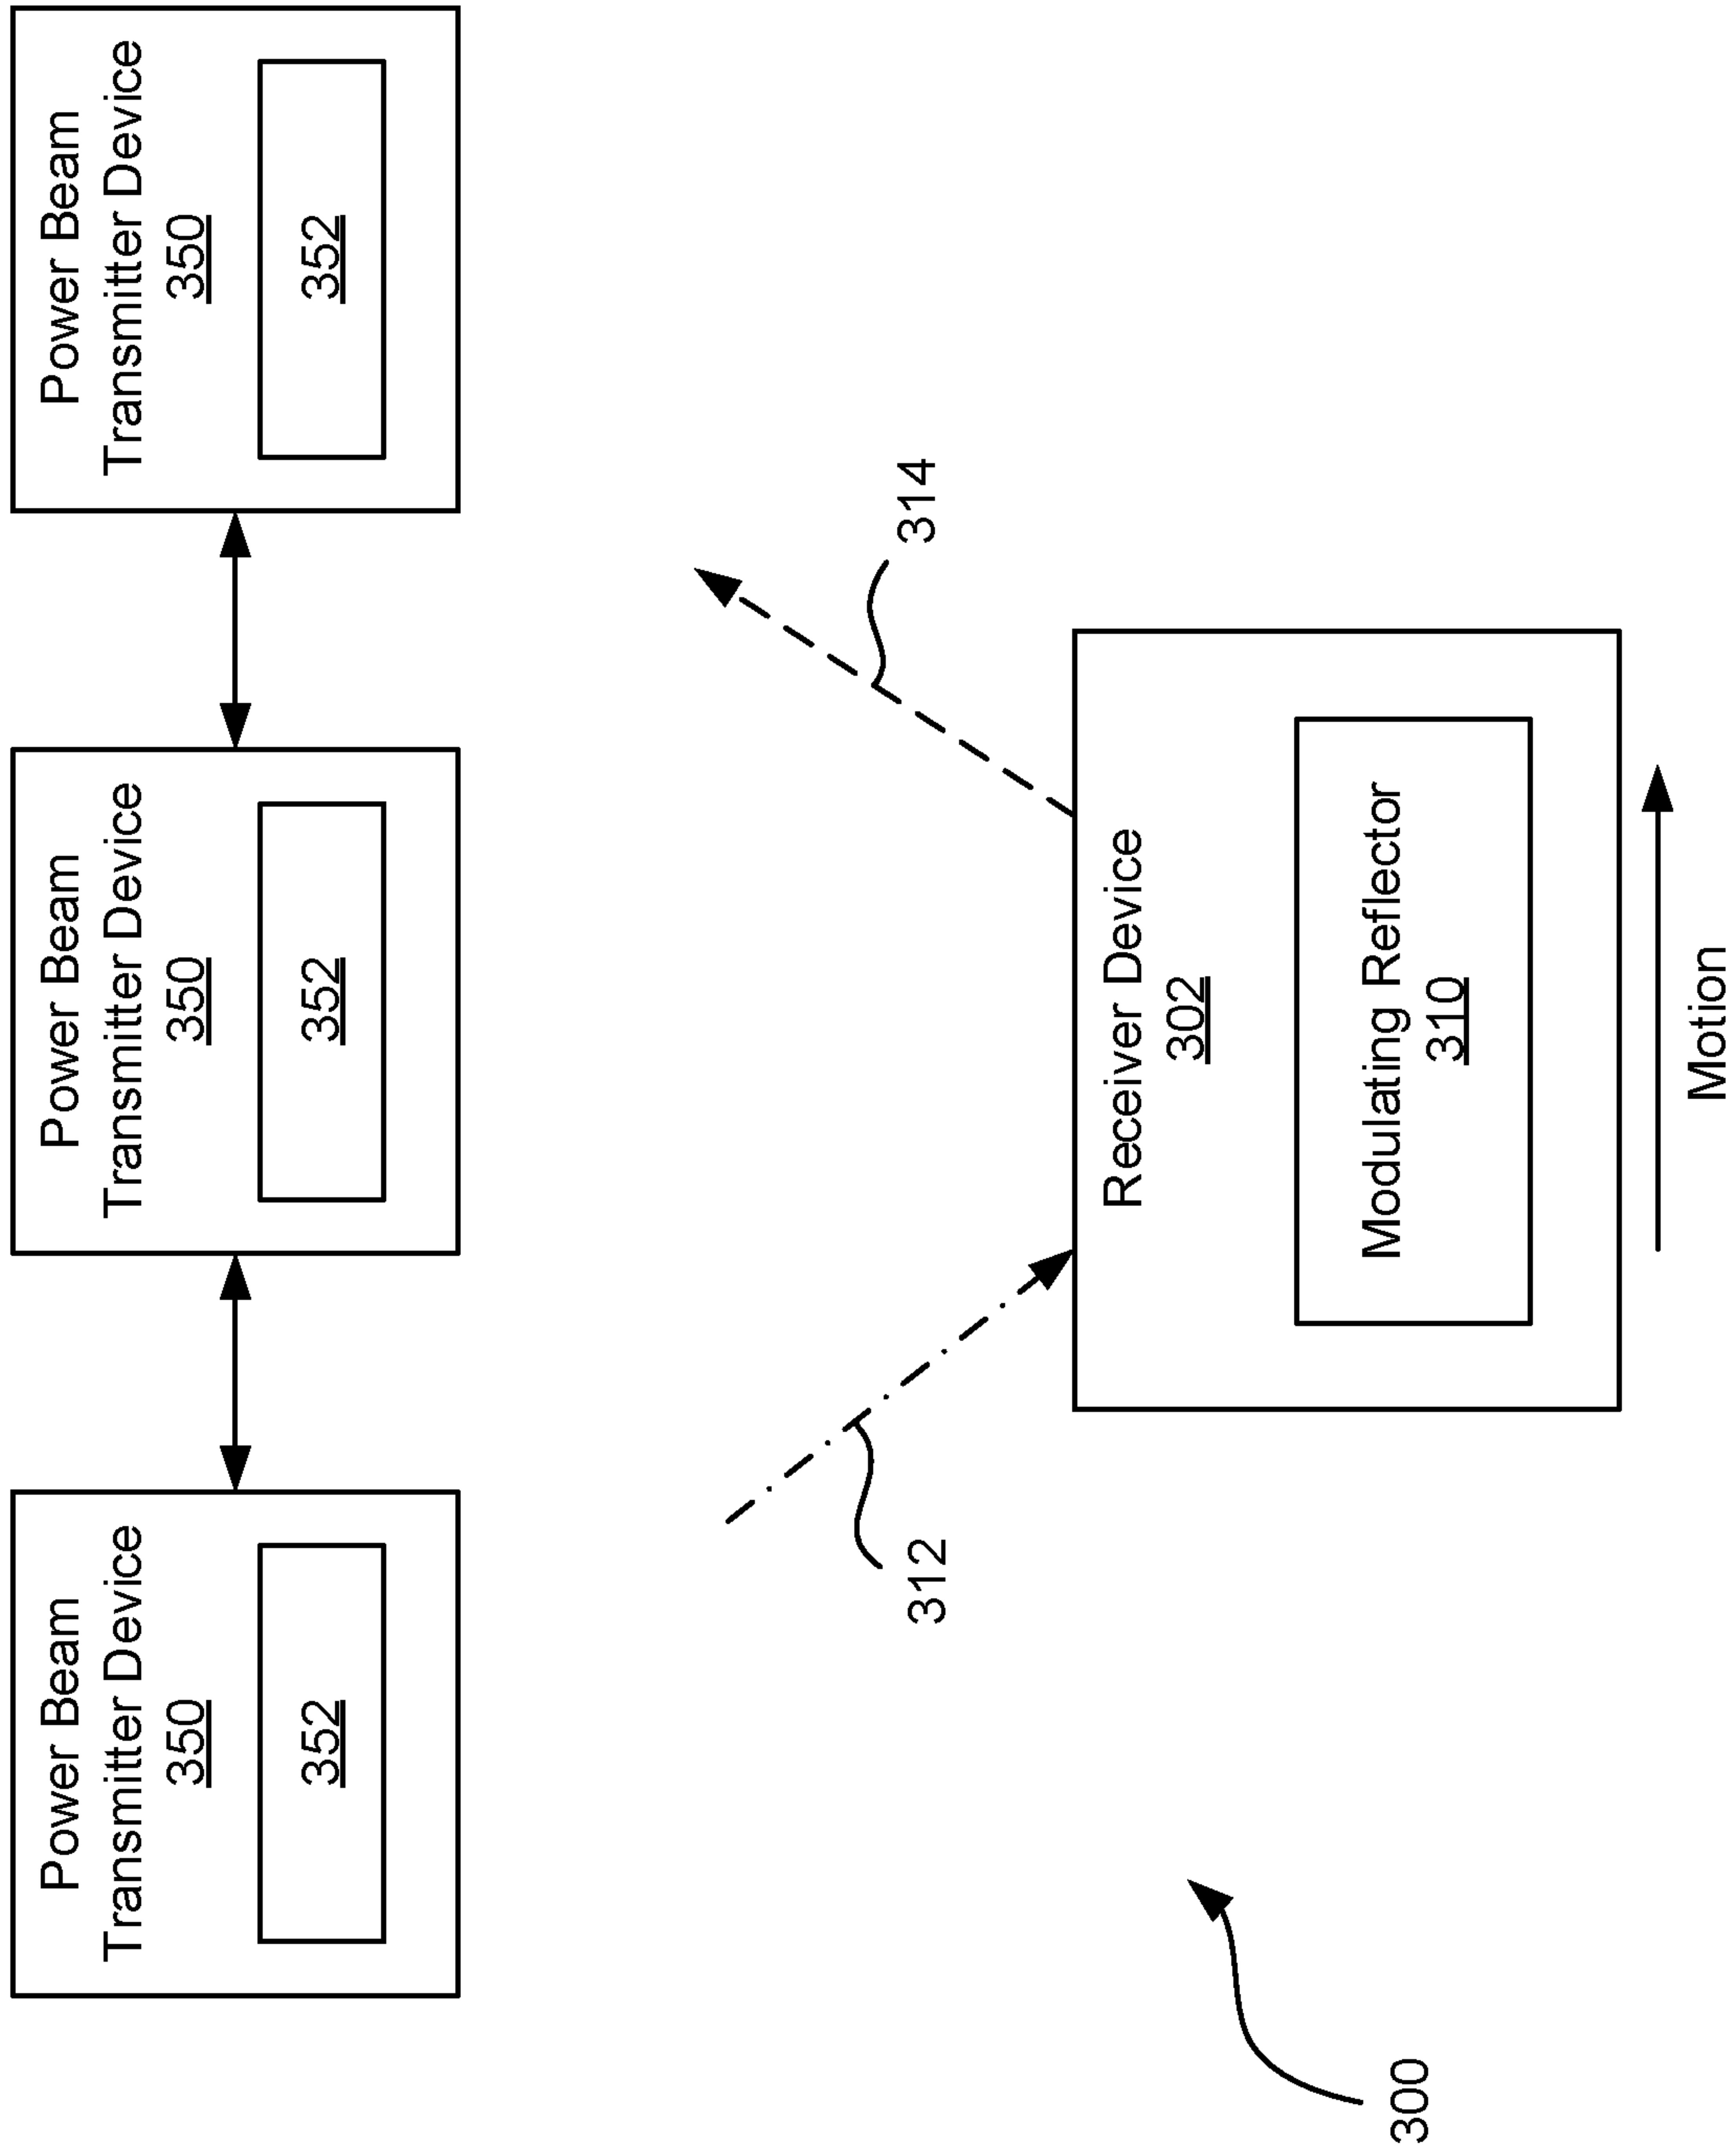 Power Beam
Transmitter Device
350
352
Power Beam
Transmitter Device
350
352
Power Beam
Transmitter Device
350
352
312
314
Receiver Device
302
Modulating Reflector
310
Motion
300